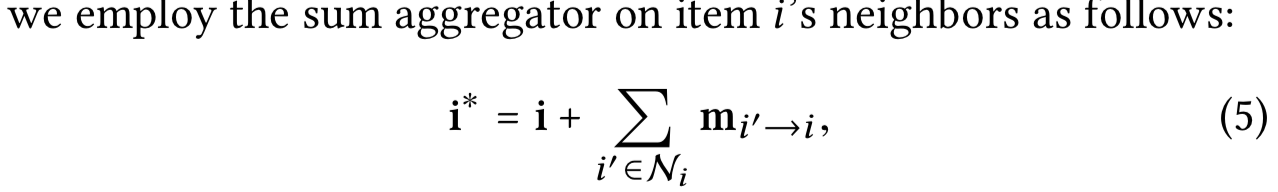 we employ the sum aggregator on item i's neighbors as follows:
i* = i + ∑_{i′∈𝒩_i} m_{i′→i}, (5)